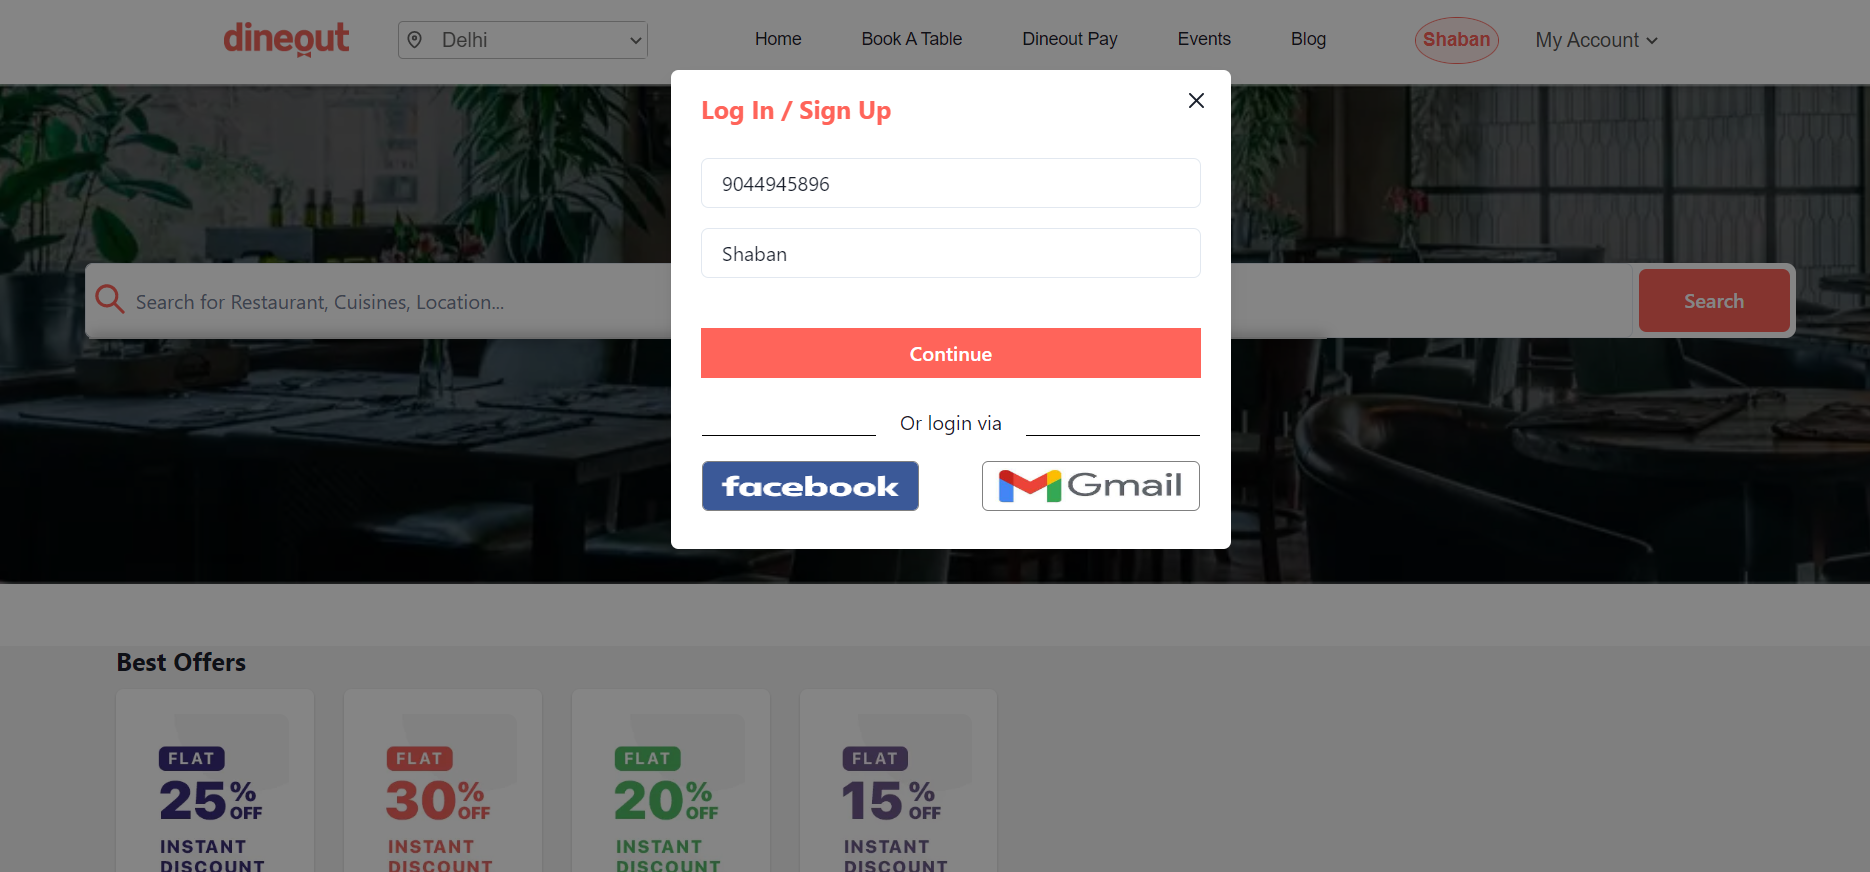 dineout
Delhi
Home
Book A Table
Dineout Pay
Events
Blog
Shaban
My Account
Log In / Sign Up
9044945896
Shaban
Search for Restaurant, Cuisines, Location...
Search
Continue
Or login via
facebook
Gmail
Best Offers
FLAT
25% OFF
INSTANT
DISCOUNT
FLAT
30% OFF
INSTANT
DISCOUNT
FLAT
20% OFF
INSTANT
DISCOUNT
FLAT
15% OFF
INSTANT
DISCOUNT